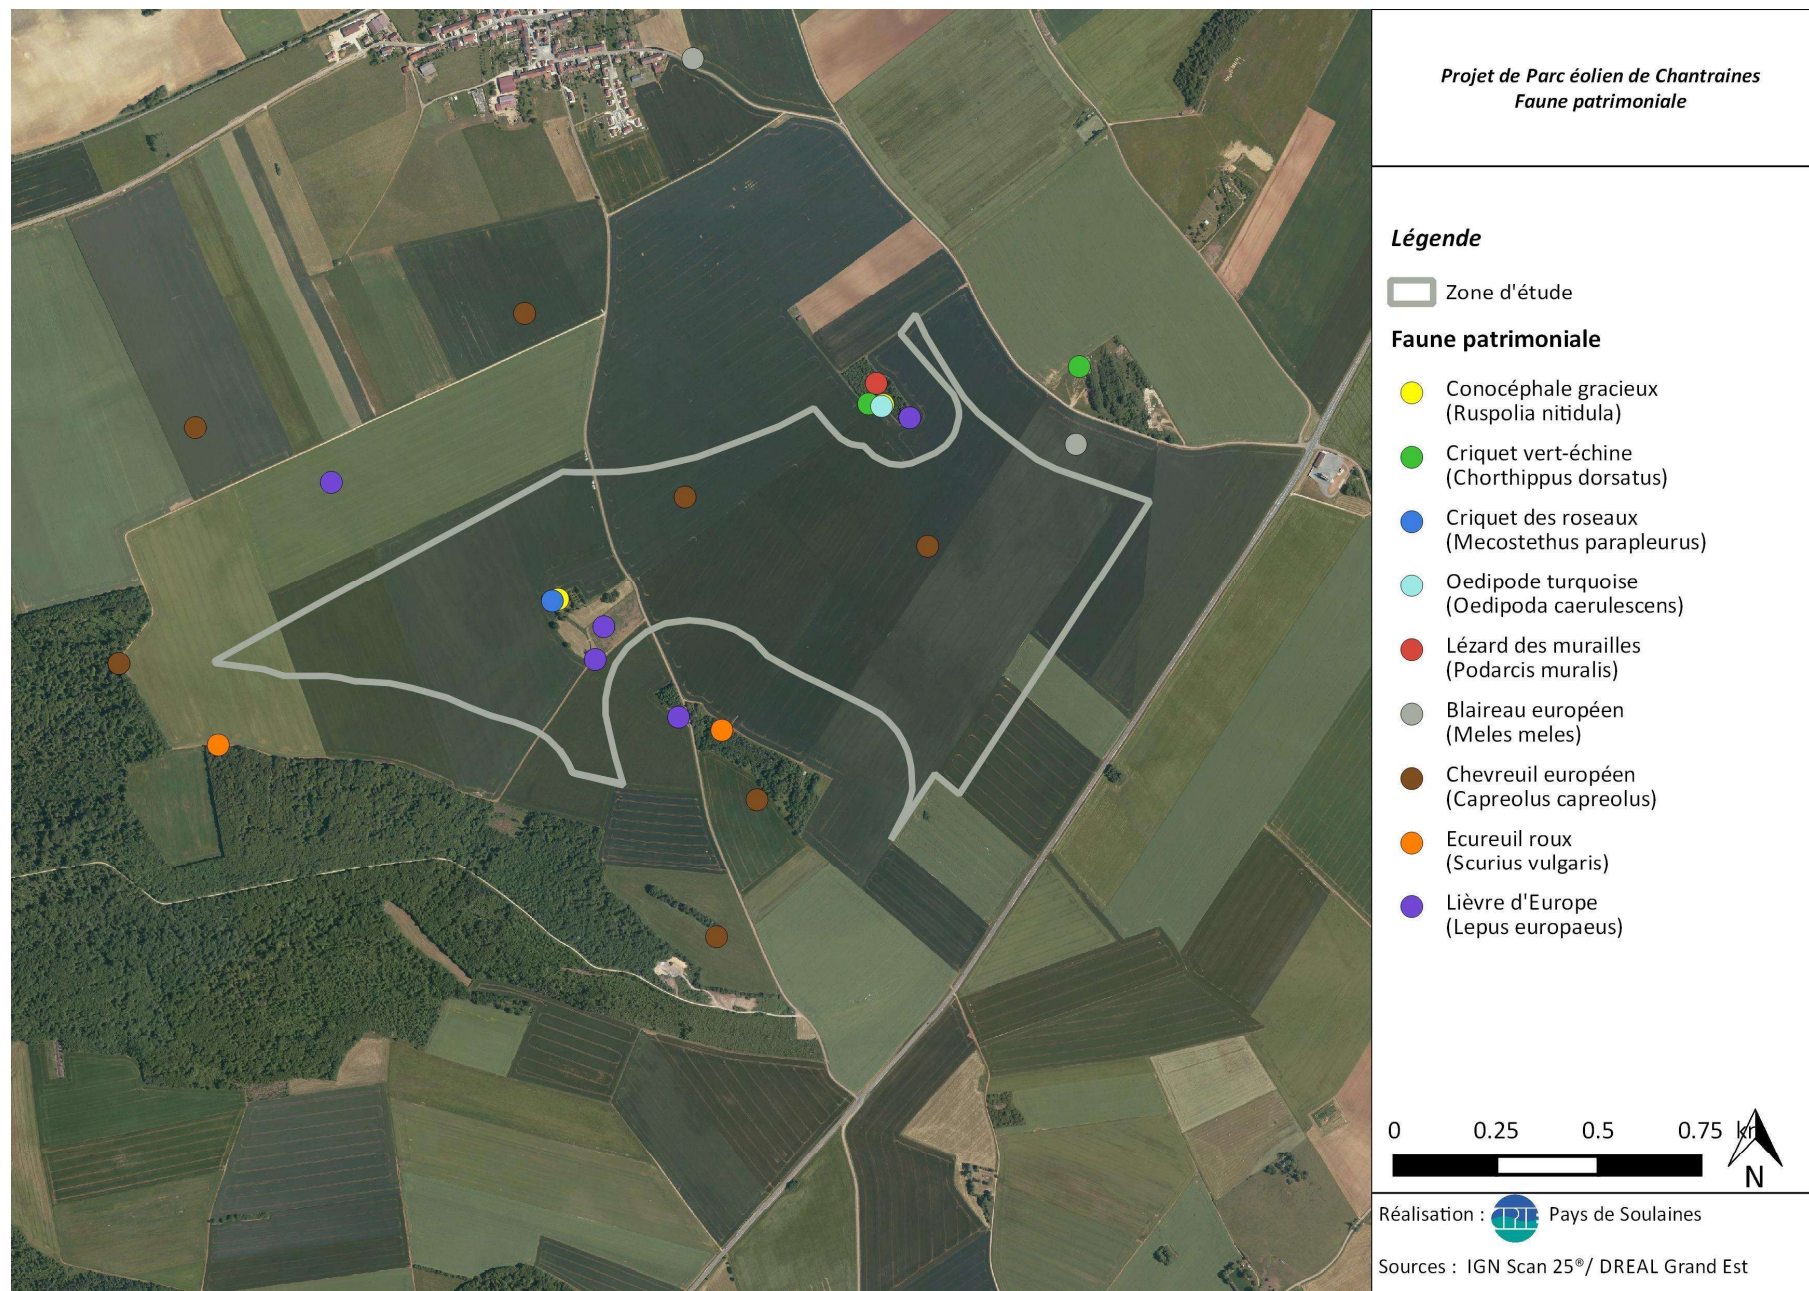 Projet de Parc éolien de Chantraines
Faune patrimoniale
Légende
Zone d'étude
Faune patrimoniale
Conocéphale gracieux
(Ruspolia nitidula)
Criquet vert-échine
(Chorthippus dorsatus)
Criquet des roseaux
(Mecostethus parapleurus)
Oedipode turquoise
(Oedipoda caerulescens)
Lézard des murailles
(Podarcis muralis)
Blaireau européen
(Meles meles)
Chevreuil européen
(Capreolus capreolus)
Ecureuil roux
(Scurius vulgaris)
Lièvre d'Europe
(Lepus europaeus)
0 0.25 0.5 0.75 km
N
Réalisation : CPIE Pays de Soulaines
Sources : IGN Scan 25®/ DREAL Grand Est